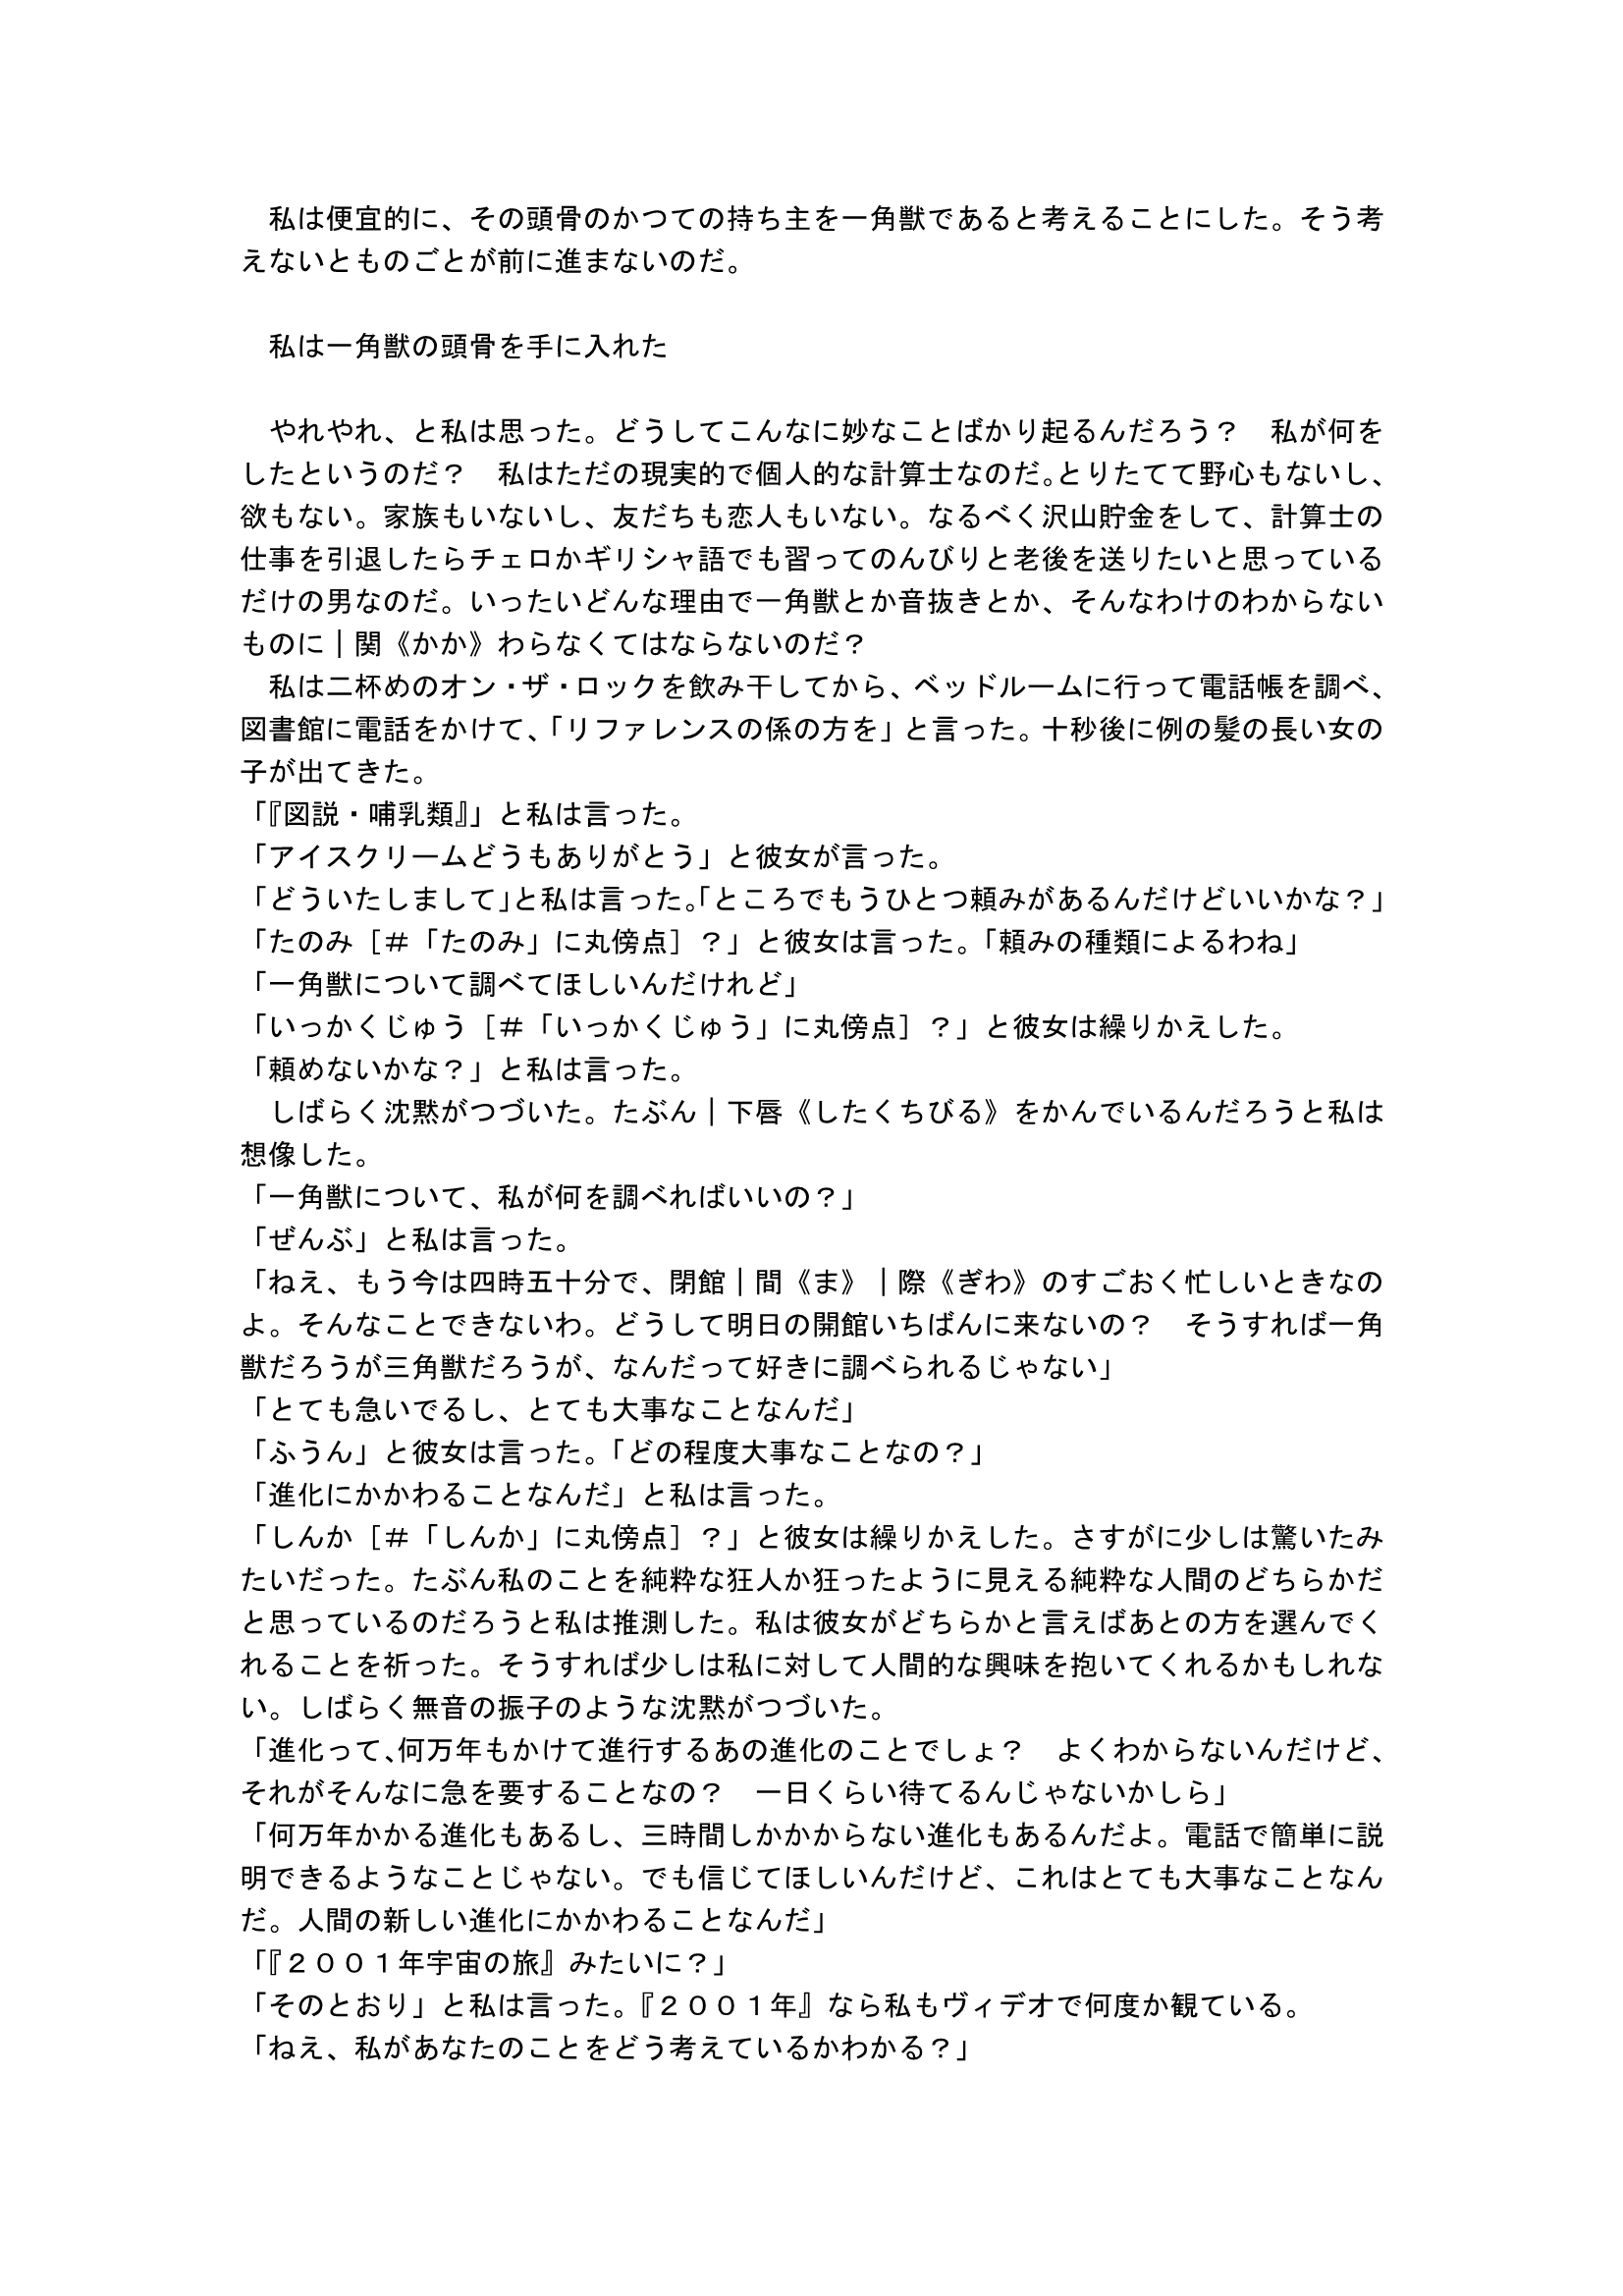 私は便宜的に、その頭骨のかつての持ち主を一角獣であると考えることにした。そう考
えないとものごとが前に進まないのだ。

　私は一角獣の頭骨を手に入れた

　やれやれ、と私は思った。どうしてこんなに妙なことばかり起るんだろう？　私が何を
したというのだ？　私はただの現実的で個人的な計算士なのだ。とりたてて野心もないし、
欲もない。家族もいないし、友だちも恋人もいない。なるべく沢山貯金をして、計算士の
仕事を引退したらチェロかギリシャ語でも習ってのんびりと老後を送りたいと思っている
だけの男なのだ。いったいどんな理由で一角獣とか音抜きとか、そんなわけのわからない
ものに｜関《かか》わらなくてはならないのだ？
　私は二杯めのオン・ザ・ロックを飲み干してから、ベッドルームに行って電話帳を調べ、
図書館に電話をかけて、「リファレンスの係の方を」と言った。十秒後に例の髪の長い女の
子が出てきた。
「『図説・哺乳類』」と私は言った。
「アイスクリームどうもありがとう」と彼女が言った。
「どういたしまして」と私は言った。「ところでもうひとつ頼みがあるんだけどいいかな？」
「たのみ［＃「たのみ」に丸傍点］？」と彼女は言った。「頼みの種類によるわね」
「一角獣について調べてほしいんだけれど」
「いっかくじゅう［＃「いっかくじゅう」に丸傍点］？」と彼女は繰りかえした。
「頼めないかな？」と私は言った。
　しばらく沈黙がつづいた。たぶん｜下唇《したくちびる》をかんでいるんだろうと私は
想像した。
「一角獣について、私が何を調べればいいの？」
「ぜんぶ」と私は言った。
「ねえ、もう今は四時五十分で、閉館｜間《ま》｜際《ぎわ》のすごおく忙しいときなの
よ。そんなことできないわ。どうして明日の開館いちばんに来ないの？　そうすれば一角
獣だろうが三角獣だろうが、なんだって好きに調べられるじゃない」
「とても急いでるし、とても大事なことなんだ」
「ふうん」と彼女は言った。「どの程度大事なことなの？」
「進化にかかわることなんだ」と私は言った。
「しんか［＃「しんか」に丸傍点］？」と彼女は繰りかえした。さすがに少しは驚いたみ
たいだった。たぶん私のことを純粋な狂人か狂ったように見える純粋な人間のどちらかだ
と思っているのだろうと私は推測した。私は彼女がどちらかと言えばあとの方を選んでく
れることを祈った。そうすれば少しは私に対して人間的な興味を抱いてくれるかもしれな
い。しばらく無音の振子のような沈黙がつづいた。
「進化って、何万年もかけて進行するあの進化のことでしょ？　よくわからないんだけど、
それがそんなに急を要することなの？　一日くらい待てるんじゃないかしら」
「何万年かかる進化もあるし、三時間しかかからない進化もあるんだよ。電話で簡単に説
明できるようなことじゃない。でも信じてほしいんだけど、これはとても大事なことなん
だ。人間の新しい進化にかかわることなんだ」
「『２００１年宇宙の旅』みたいに？」
「そのとおり」と私は言った。『２００１年』なら私もヴィデオで何度か観ている。
「ねえ、私があなたのことをどう考えているかわかる？」